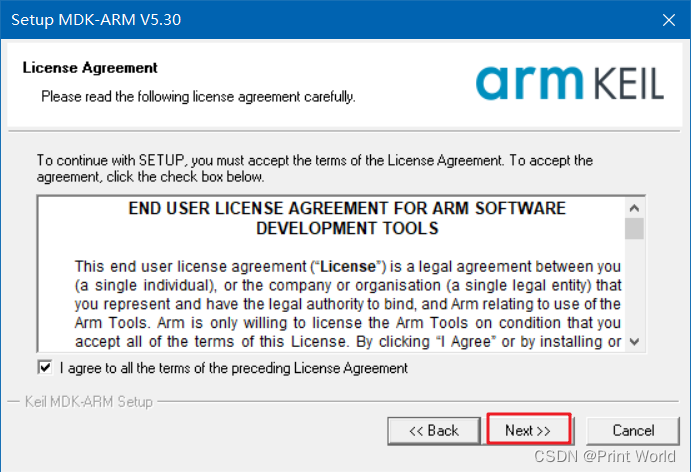 Setup MDK-ARM V5.30
License Agreement
Please read the following license agreement carefully.
arm KEIL
To continue with SETUP, you must accept the terms of the License Agreement. To accept the
agreement, click the check box below.
END USER LICENSE AGREEMENT FOR ARM SOFTWARE
DEVELOPMENT TOOLS
This end user license agreement (“License”) is a legal agreement between you
(a single individual), or the company or organisation (a single legal entity) that
you represent and have the legal authority to bind, and Arm relating to use of the
Arm Tools. Arm is only willing to license the Arm Tools on condition that you
accept all of the terms of this License. By clicking “I Agree” or by installing or
I agree to all the terms of the preceding License Agreement
Keil MDK-ARM Setup
<< Back
Next >>
Cancel
CSDN @Print World